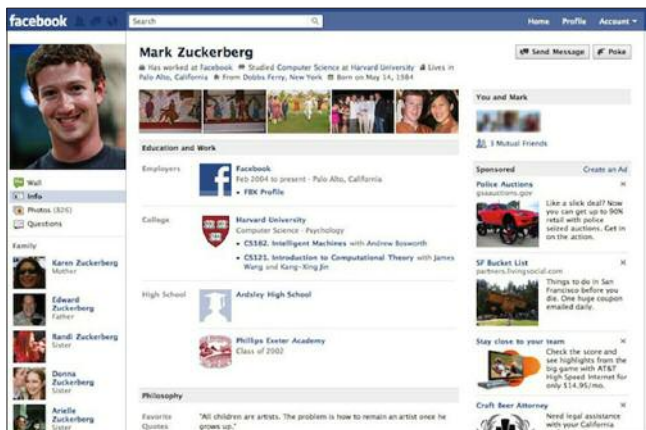 facebook
Search
Home Profile Account
Mark Zuckerberg
Has worked at Facebook Studied Computer Science at Harvard University Lives in
Palo Alto, California From Dobbs Ferry, New York Born on May 14, 1984
Send Message Poke
Wall
Info
Photos (826)
Questions
Family
Karen Zuckerberg
Mother
Edward
Zuckerberg
Father
Randi Zuckerberg
Sister
Donna
Zuckerberg
Sister
Arielle
Zuckerberg
Sister
Education and Work
Employers
Facebook
Feb 2004 to present · Palo Alto, California
• FBX Profile
College
Harvard University
Computer Science · Psychology
• CS182. Intelligent Machines with Andrew Bosworth
• CS121. Introduction to Computational Theory with James
Wang and Kang-Xing Jin
High School
Ardsley High School
Phillips Exeter Academy
Class of 2002
Philosophy
Favorite
Quotes
"All children are artists. The problem is how to remain an artist once he
grows up."
You and Mark
3 Mutual Friends
Sponsored Create an Ad
Police Auctions
gsaauctions.gov
Like a slick deal? Now
you can get up to 90%
retail with police
seized auctions. Get in
on the action.
SF Bucket List
partners.livingsocial.com
Things to do in San
Francisco before you
die. One huge coupon
emailed daily.
Stay close to your team
Check the score and
see highlights from the
big game with AT&T
High Speed Internet for
only $14.95/mo.
Craft Beer Attorney
Need legal assistance
with your California